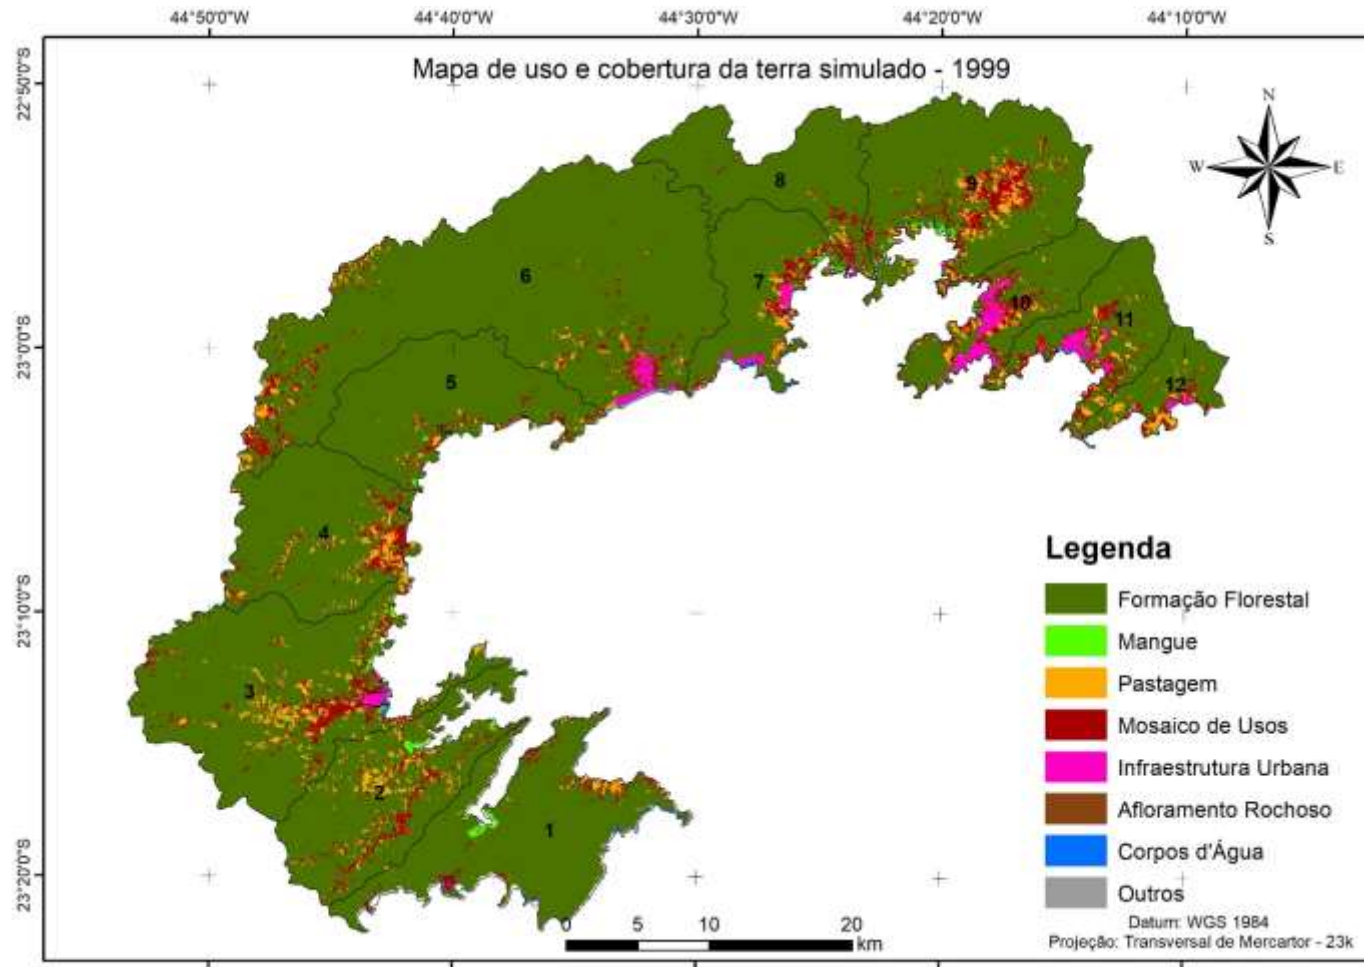 44°50'0"W 44°40'0"W 44°30'0"W 44°20'0"W 44°10'0"W
Mapa de uso e cobertura da terra simulado - 1999
22°50'0"S
23°0'0"S
23°10'0"S
23°20'0"S
N
W E
S
8
9
6
7
10
11
5
12
4
3
2
1
Legenda
Formação Florestal
Mangue
Pastagem
Mosaico de Usos
Infraestrutura Urbana
Afloramento Rochoso
Corpos d'Água
Outros
Datum: WGS 1984
Projeção: Transversal de Mercartor - 23k
0 5 10 20
km